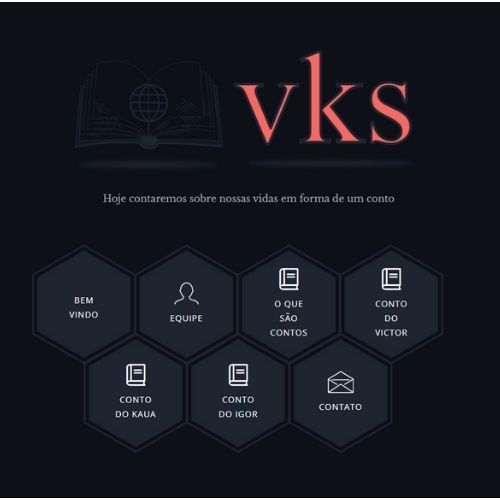 vks
Hoje contaremos sobre nossas vidas em forma de um conto
BEM
VINDO
EQUIPE
O QUE
SÃO
CONTOS
CONTO
DO
VICTOR
CONTO
DO KAUA
CONTO
DO IGOR
CONTATO